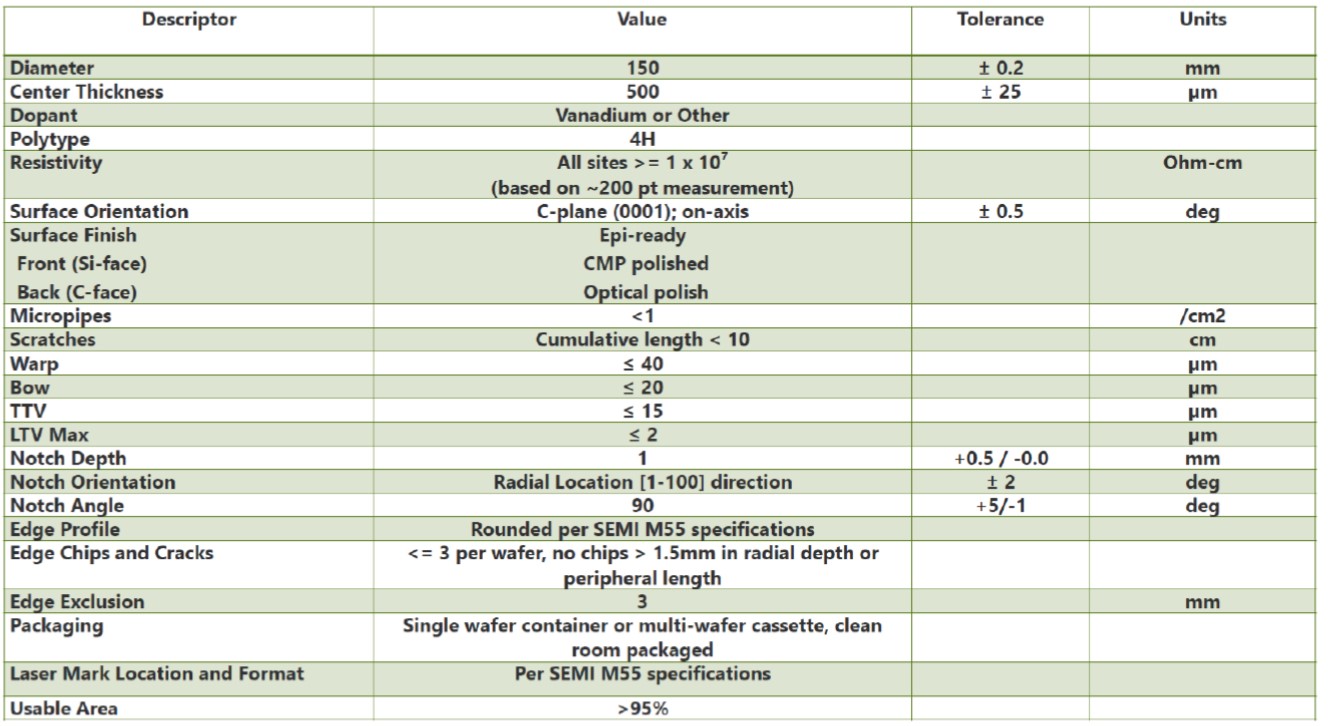 Descriptor Value Tolerance Units
Diameter 150 ± 0.2 mm
Center Thickness 500 ± 25 µm
Dopant Vanadium or Other
Polytype 4H
Resistivity All sites >= 1 x 10⁷ Ohm-cm
(based on ~200 pt measurement)
Surface Orientation C-plane (0001); on-axis ± 0.5 deg
Surface Finish Epi-ready
Front (Si-face) CMP polished
Back (C-face) Optical polish
Micropipes <1 /cm2
Scratches Cumulative length < 10 cm
Warp ≤ 40 µm
Bow ≤ 20 µm
TTV ≤ 15 µm
LTV Max ≤ 2 µm
Notch Depth 1 +0.5 / -0.0 mm
Notch Orientation Radial Location [1-100] direction ± 2 deg
Notch Angle 90 +5/-1 deg
Edge Profile Rounded per SEMI M55 specifications
Edge Chips and Cracks <= 3 per wafer, no chips > 1.5mm in radial depth or
peripheral length
Edge Exclusion 3 mm
Packaging Single wafer container or multi-wafer cassette, clean
room packaged
Laser Mark Location and Format Per SEMI M55 specifications
Usable Area >95%